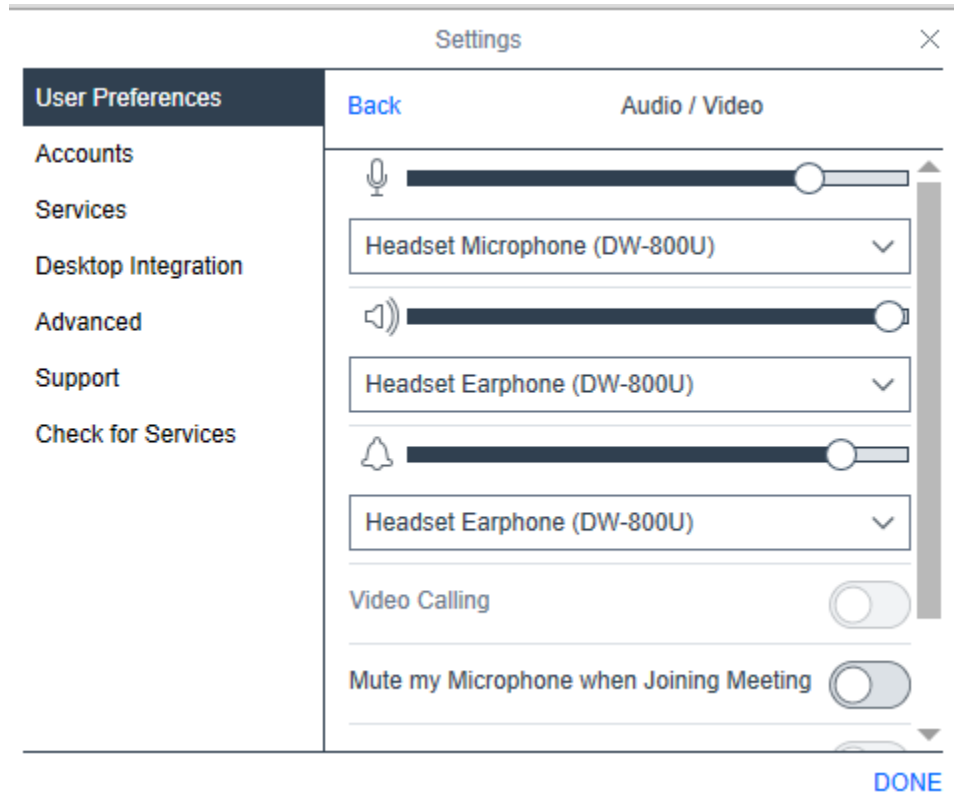 Settings
User Preferences
Accounts
Services
Desktop Integration
Advanced
Support
Check for Services
Back
Audio / Video
Headset Microphone (DW-800U)
Headset Earphone (DW-800U)
Headset Earphone (DW-800U)
Video Calling
Mute my Microphone when Joining Meeting
DONE